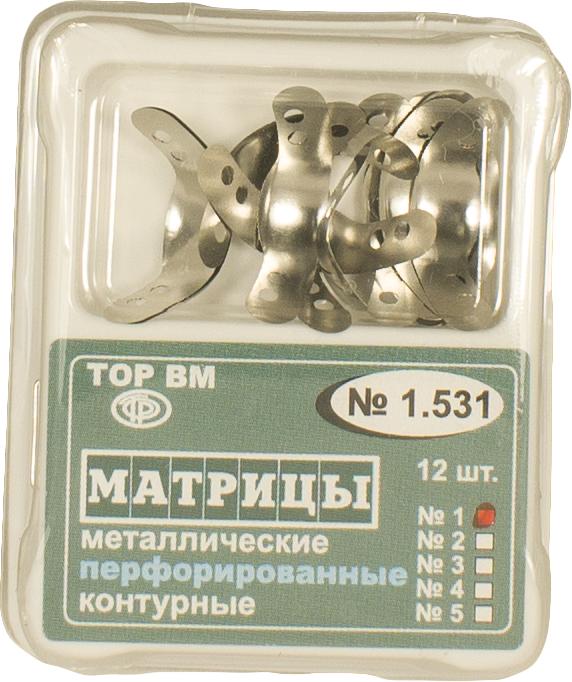 ТОР ВМ
№ 1.531
МАТРИЦЫ
металлические
перфорированные
контурные
12 шт.
№ 1
№ 2
№ 3
№ 4
№ 5